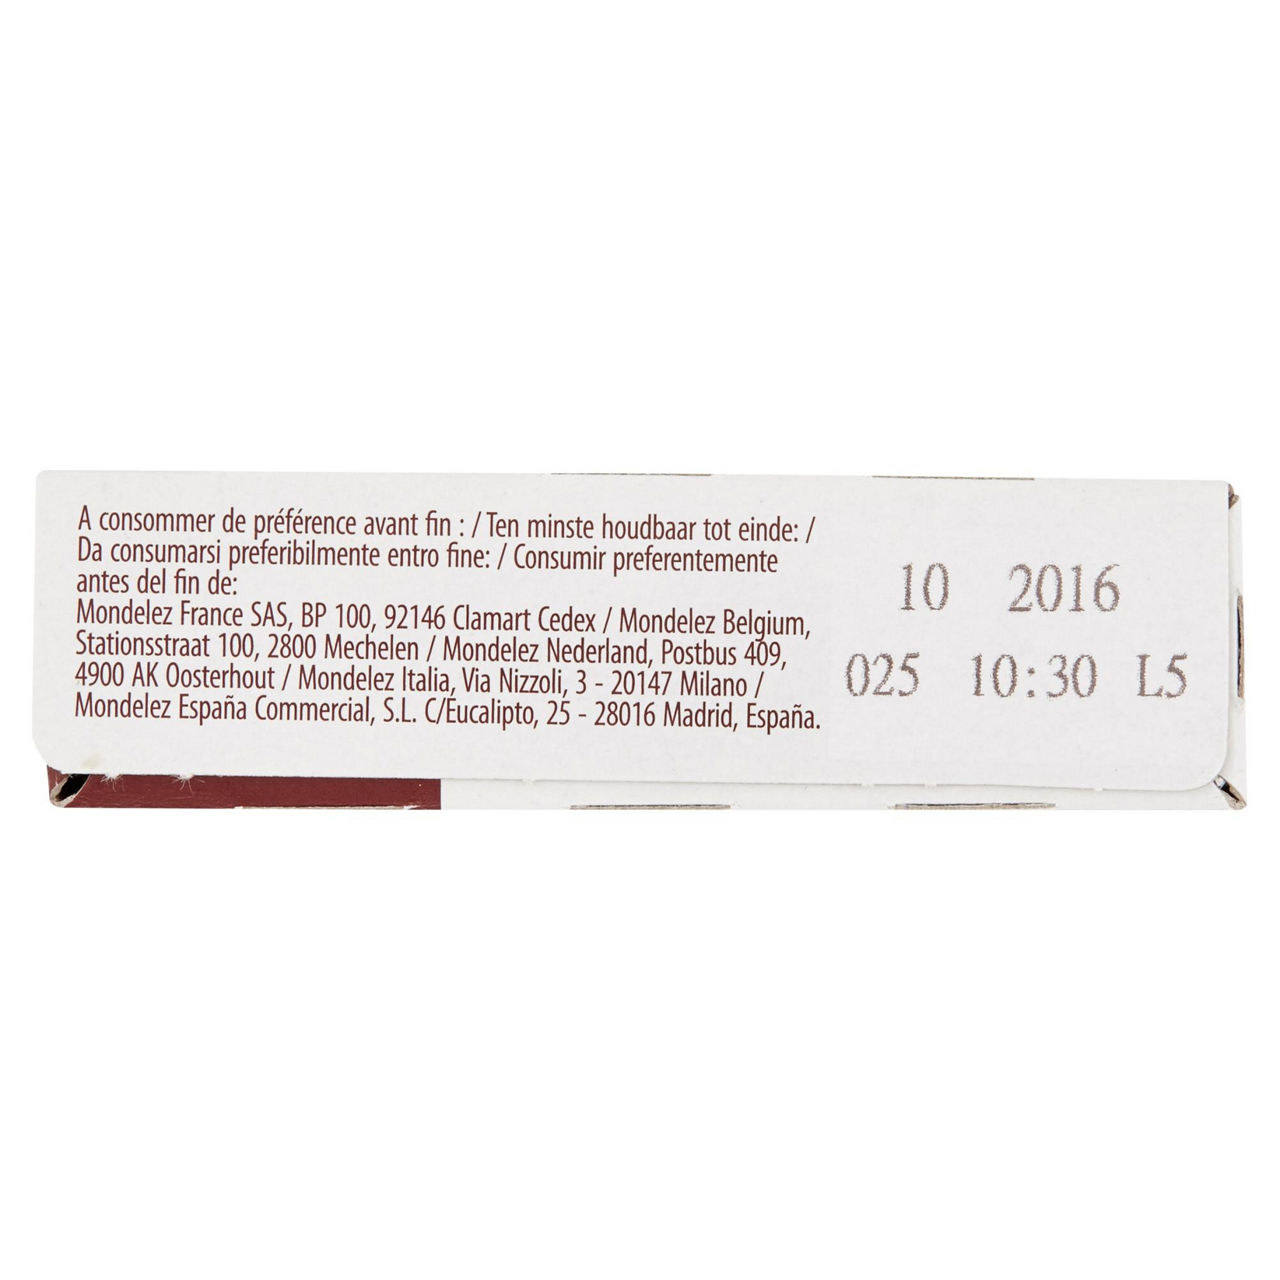 A consommer de préférence avant fin : / Ten minste houdbaar tot einde: /
Da consumarsi preferibilmente entro fine: / Consumir preferentemente
antes del fin de:
Mondelez France SAS, BP 100, 92146 Clamart Cedex / Mondelez Belgium,
Stationsstraat 100, 2800 Mechelen / Mondelez Nederland, Postbus 409,
4900 AK Oosterhout / Mondelez Italia, Via Nizzoli, 3 - 20147 Milano /
Mondelez España Commercial, S.L. C/Eucalipto, 25 - 28016 Madrid, España.
10 2016
025 10:30 L5